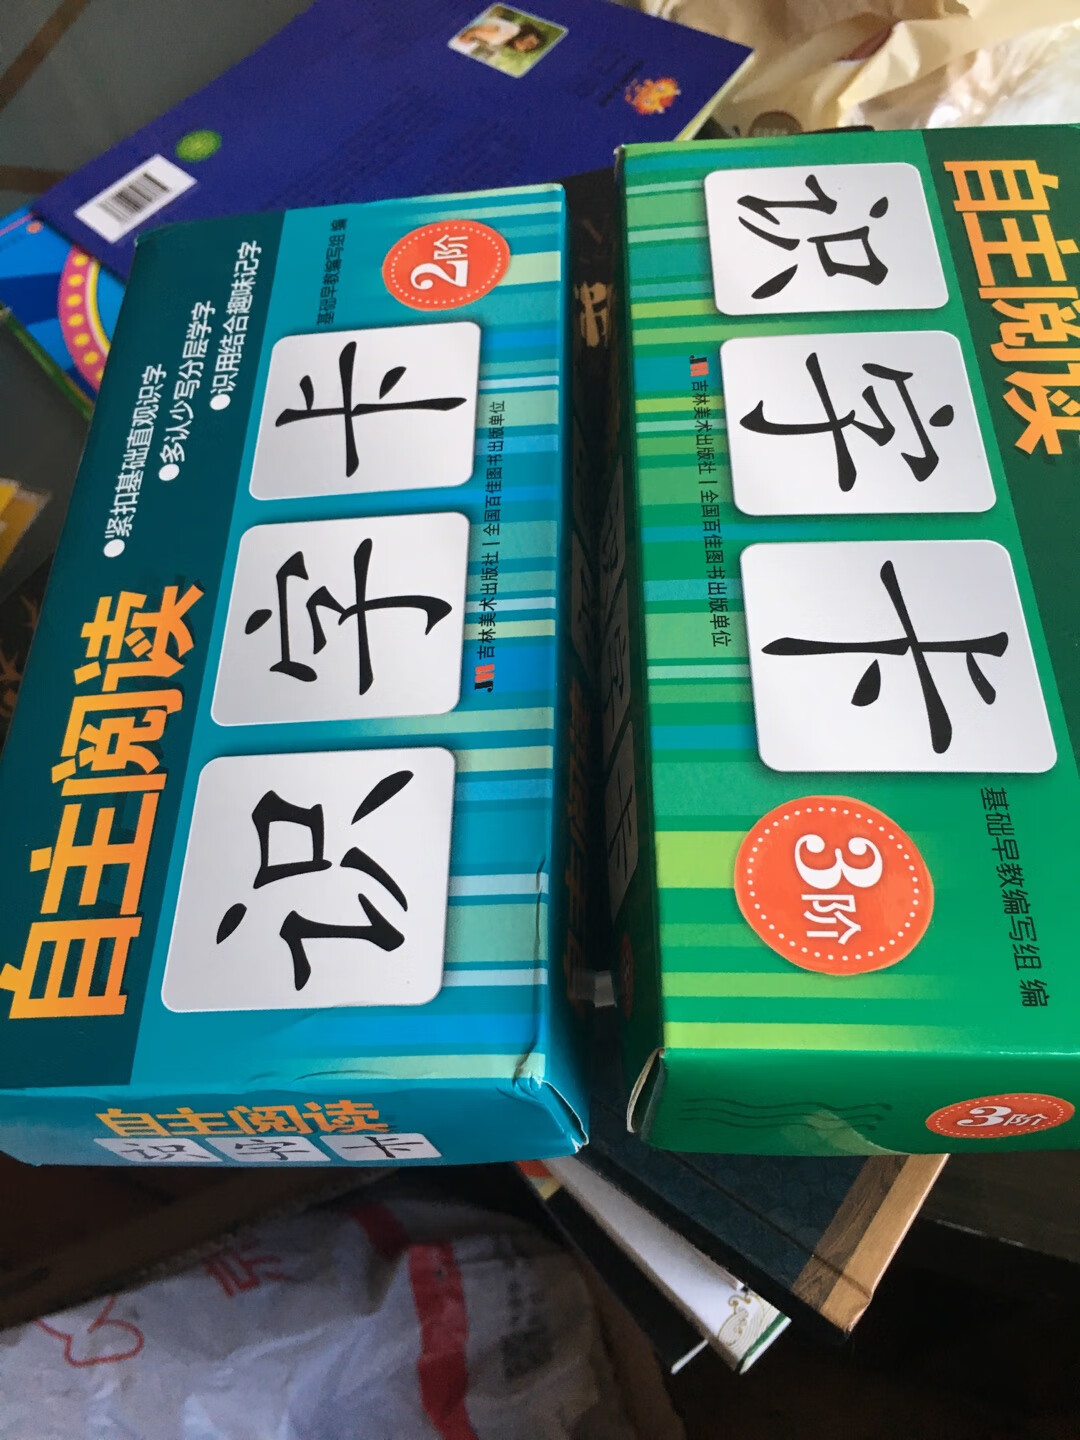 自主阅读
识字卡
2阶
基础早教编写组 编
●紧扣基础直观识字
●多认少写分层学字
●识用结合趣味记字
吉林美术出版社 | 全国百佳图书出版单位
自主阅读
识字卡
自主阅读
识字卡
3阶
基础早教编写组 编
吉林美术出版社 | 全国百佳图书出版单位
3阶